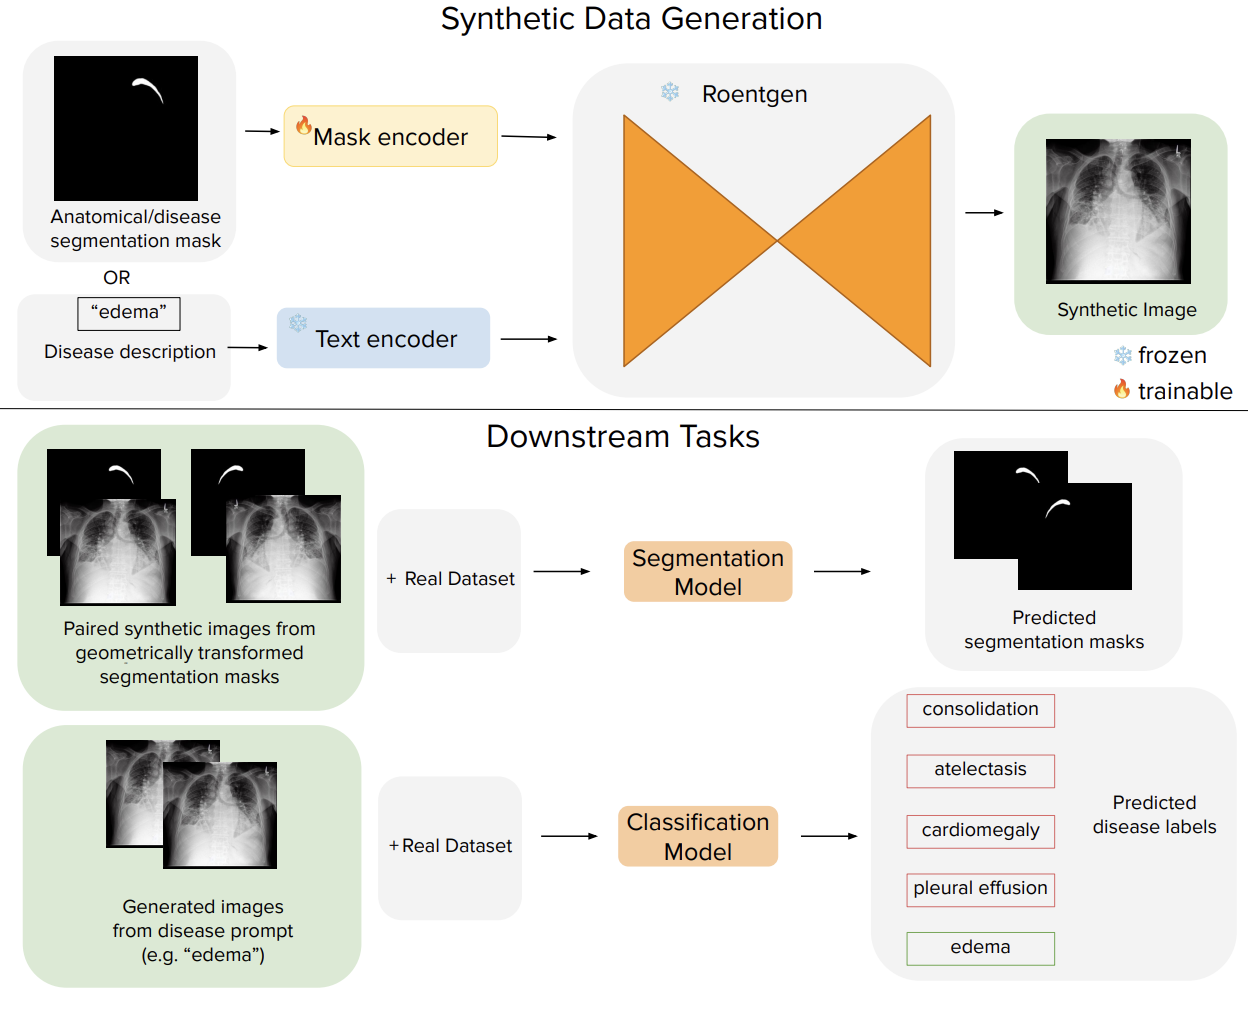 Synthetic Data Generation
Anatomical/disease
segmentation mask
OR
“edema”
Disease description
Mask encoder
Text encoder
Roentgen
Synthetic Image
frozen
trainable
Downstream Tasks
Paired synthetic images from
geometrically transformed
segmentation masks
+ Real Dataset
Segmentation
Model
Predicted
segmentation masks
Generated images
from disease prompt
(e.g. “edema”)
+ Real Dataset
Classification
Model
consolidation
atelectasis
cardiomegaly
pleural effusion
edema
Predicted
disease labels